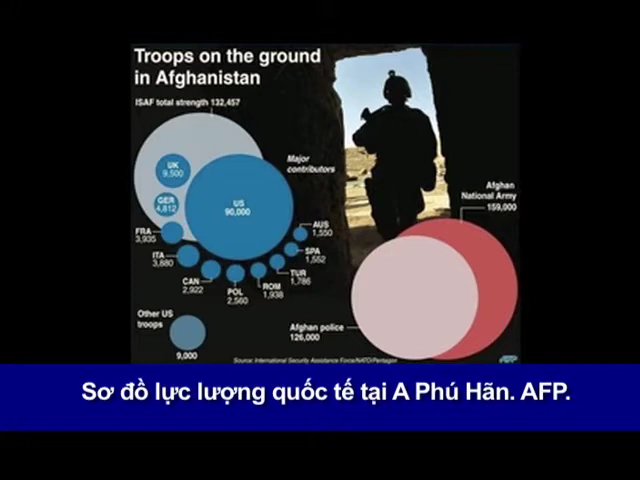 Troops on the ground
in Afghanistan
ISAF total strength 132,457
UK
9,500
GER
4,812
US
90,000
Major
contributors
FRA
3,935
ITA
3,880
CAN
2,922
POL
2,560
ROM
1,938
TUR
1,786
SPA
1,552
AUS
1,550
Other US
troops
9,000
Afghan
National Army
159,000
Afghan police
126,000
Source: International Security Assistance Force/NATO/Pentagon
AFP
Sơ đồ lực lượng quốc tế tại A Phú Hãn. AFP.